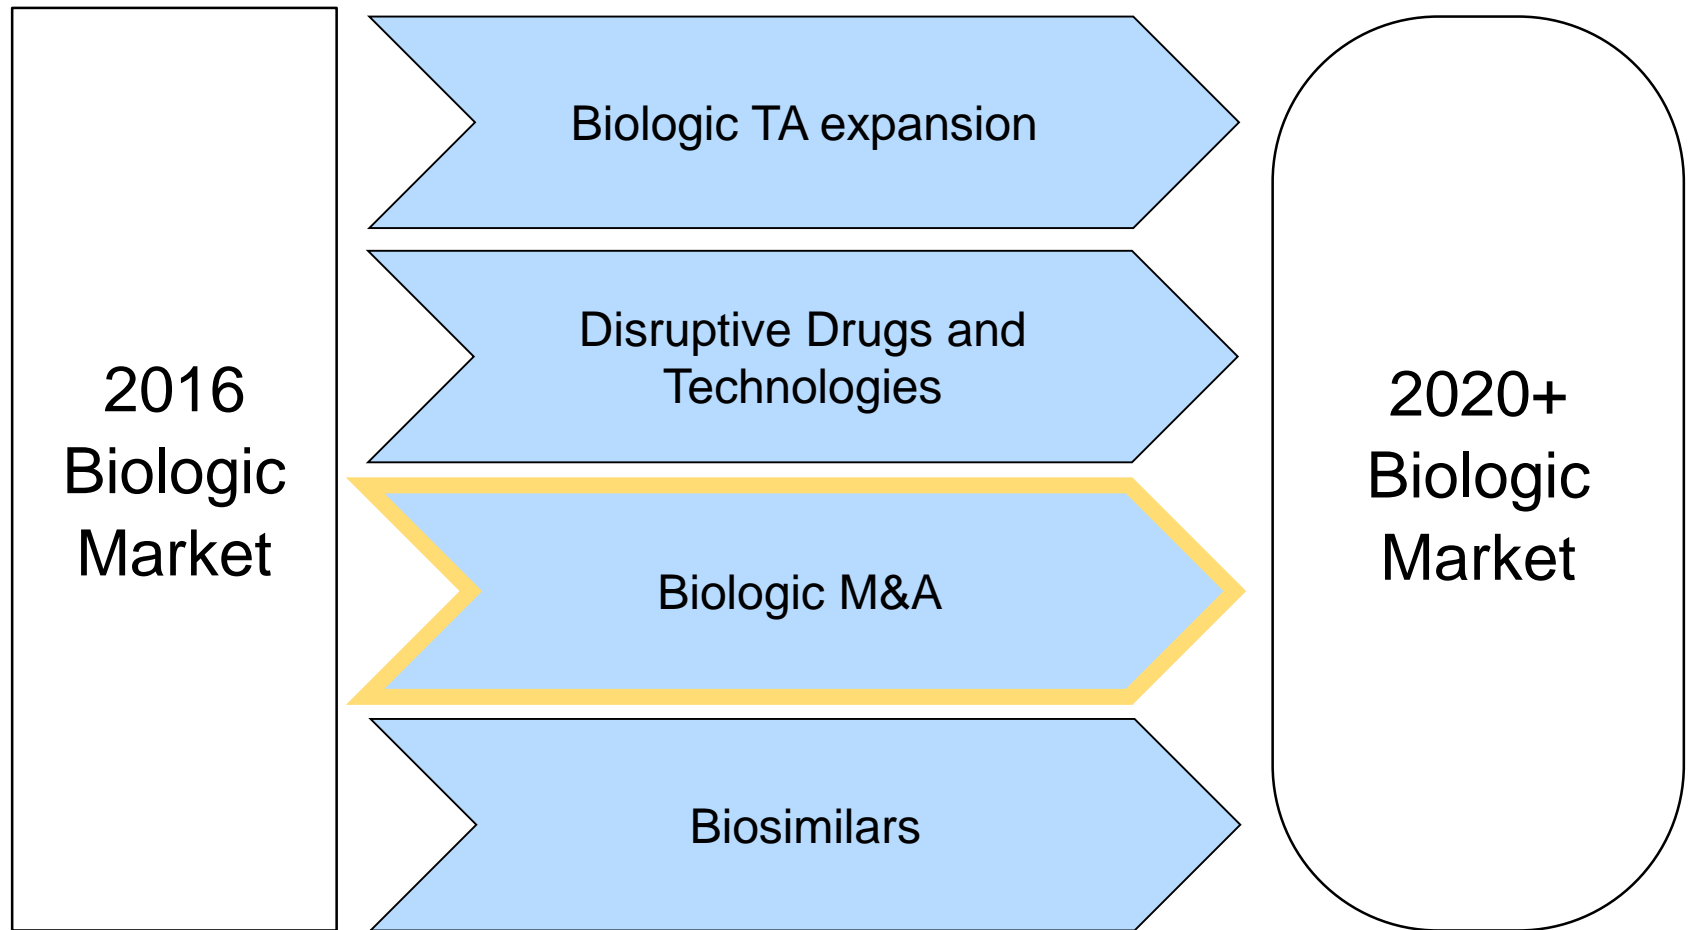 2016
Biologic
Market
Biologic TA expansion
Disruptive Drugs and
Technologies
Biologic M&A
Biosimilars
2020+
Biologic
Market